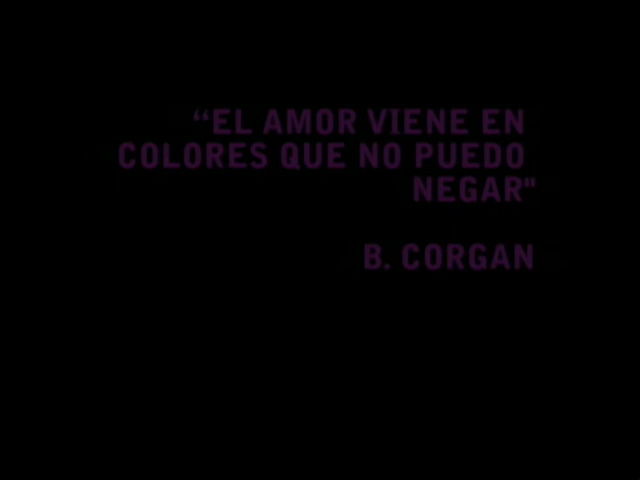 “EL AMOR VIENE EN
COLORES QUE NO PUEDO
NEGAR"
B. CORGAN